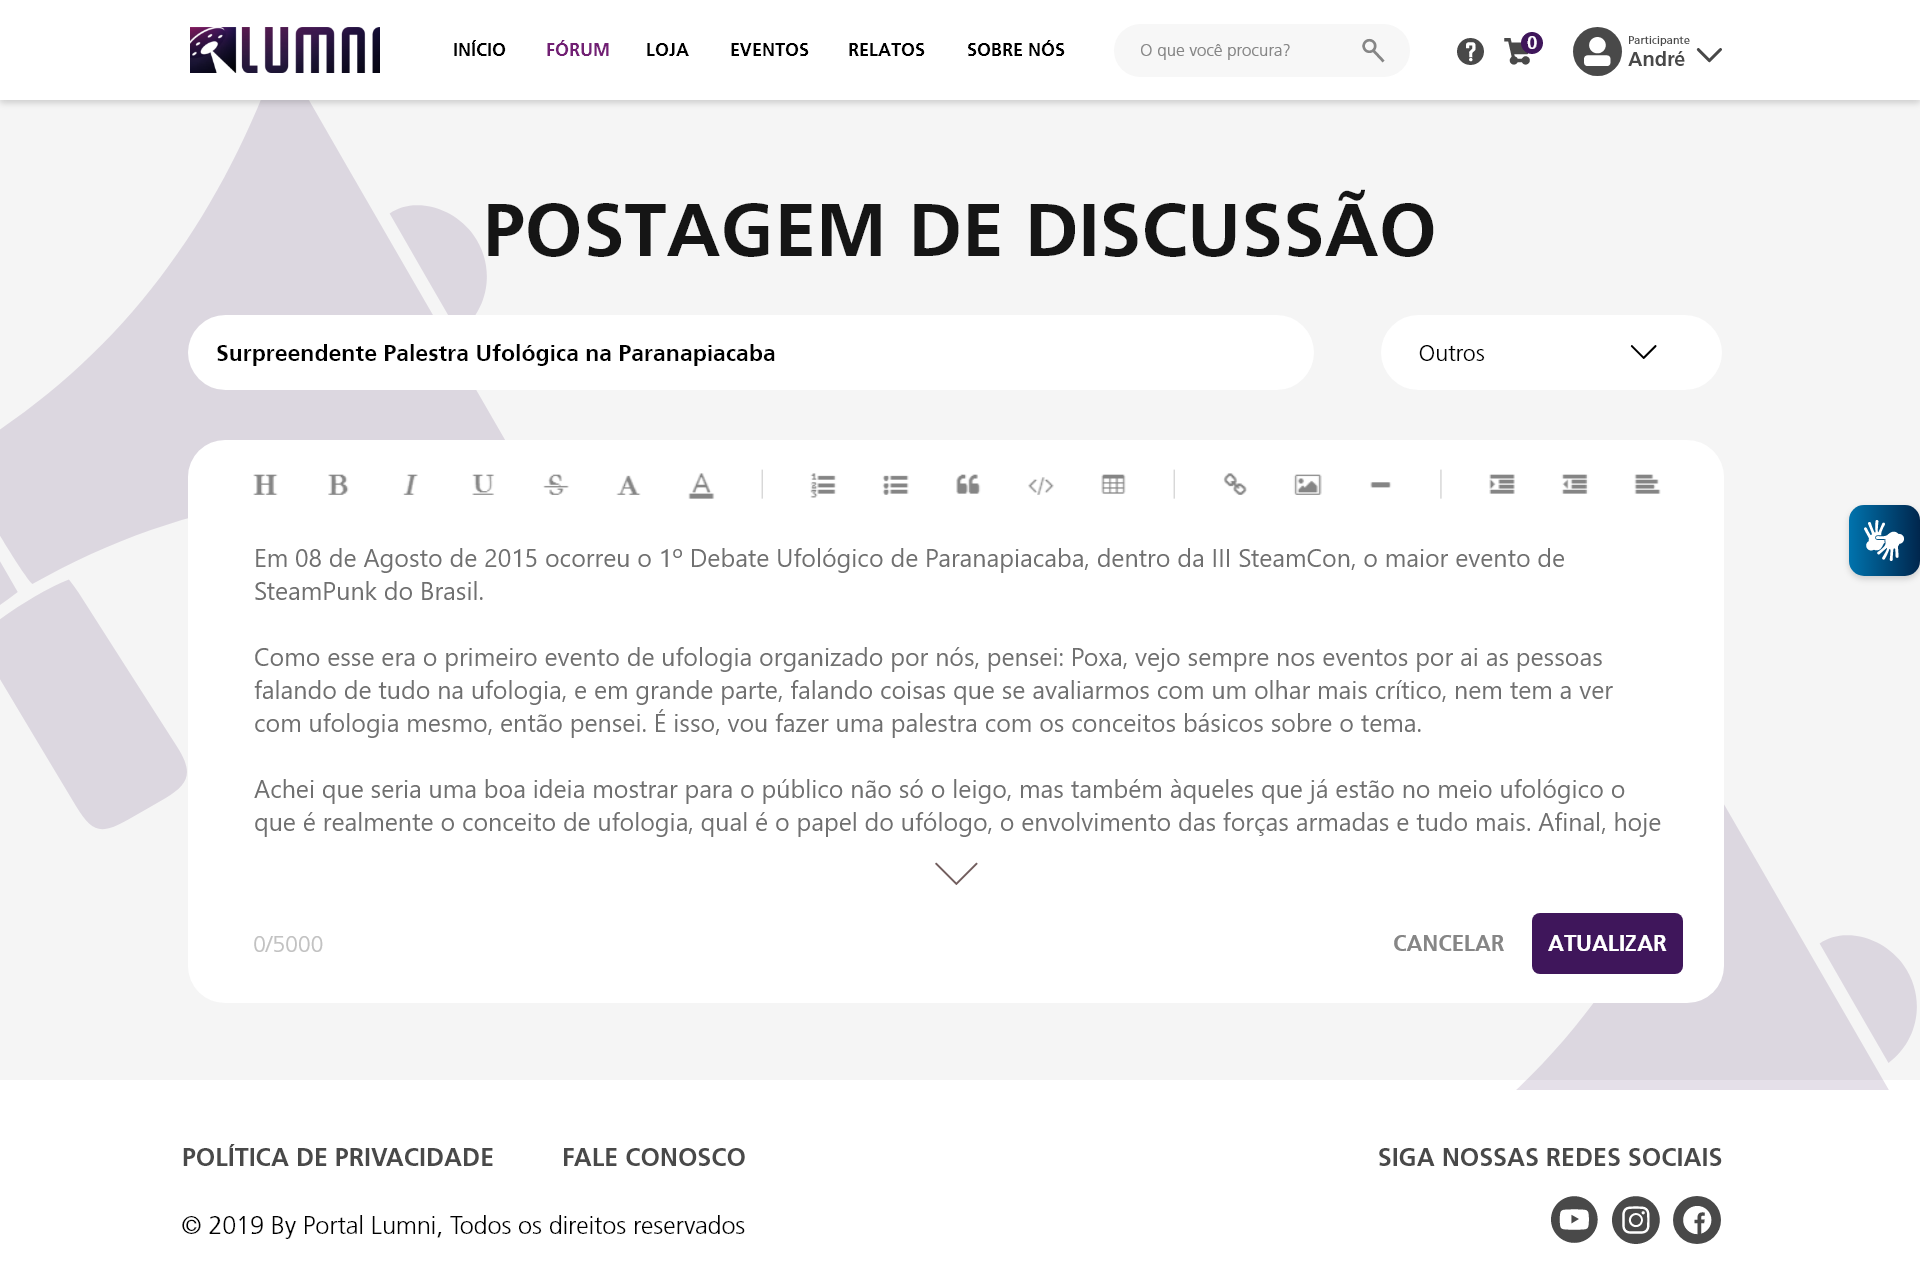 LUMNI
INÍCIO FÓRUM LOJA EVENTOS RELATOS SOBRE NÓS
O que você procura?
0
Participante
André
POSTAGEM DE DISCUSSÃO
Surpreendente Palestra Ufológica na Paranapiacaba
Outros
Em 08 de Agosto de 2015 ocorreu o 1º Debate Ufológico de Paranapiacaba, dentro da III SteamCon, o maior evento de
SteamPunk do Brasil.
Como esse era o primeiro evento de ufologia organizado por nós, pensei: Poxa, vejo sempre nos eventos por ai as pessoas
falando de tudo na ufologia, e em grande parte, falando coisas que se avaliarmos com um olhar mais crítico, nem tem a ver
com ufologia mesmo, então pensei. É isso, vou fazer uma palestra com os conceitos básicos sobre o tema.
Achei que seria uma boa ideia mostrar para o público não só o leigo, mas também àqueles que já estão no meio ufológico o
que é realmente o conceito de ufologia, qual é o papel do ufólogo, o envolvimento das forças armadas e tudo mais. Afinal, hoje
0/5000
CANCELAR ATUALIZAR
POLÍTICA DE PRIVACIDADE FALE CONOSCO
SIGA NOSSAS REDES SOCIAIS
© 2019 By Portal Lumni, Todos os direitos reservados